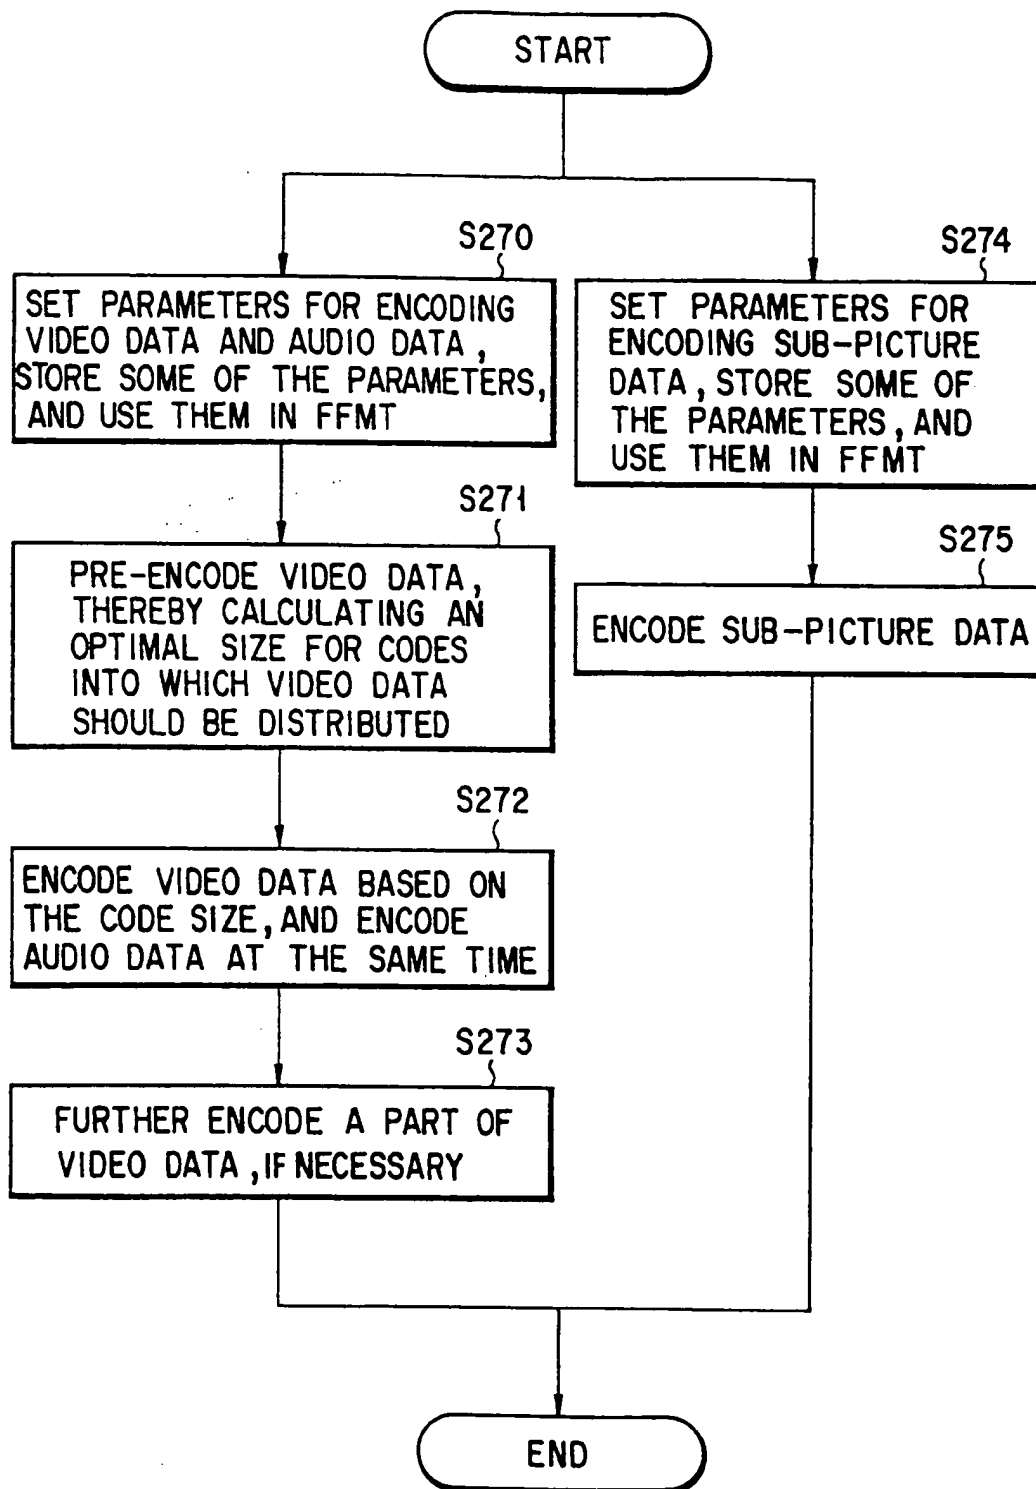 START
S270
SET PARAMETERS FOR ENCODING
VIDEO DATA AND AUDIO DATA,
STORE SOME OF THE PARAMETERS,
AND USE THEM IN FFMT
S271
PRE-ENCODE VIDEO DATA,
THEREBY CALCULATING AN
OPTIMAL SIZE FOR CODES
INTO WHICH VIDEO DATA
SHOULD BE DISTRIBUTED
S272
ENCODE VIDEO DATA BASED ON
THE CODE SIZE, AND ENCODE
AUDIO DATA AT THE SAME TIME
S273
FURTHER ENCODE A PART OF
VIDEO DATA, IF NECESSARY
S274
SET PARAMETERS FOR
ENCODING SUB-PICTURE
DATA, STORE SOME OF
THE PARAMETERS, AND
USE THEM IN FFMT
S275
ENCODE SUB-PICTURE DATA
END